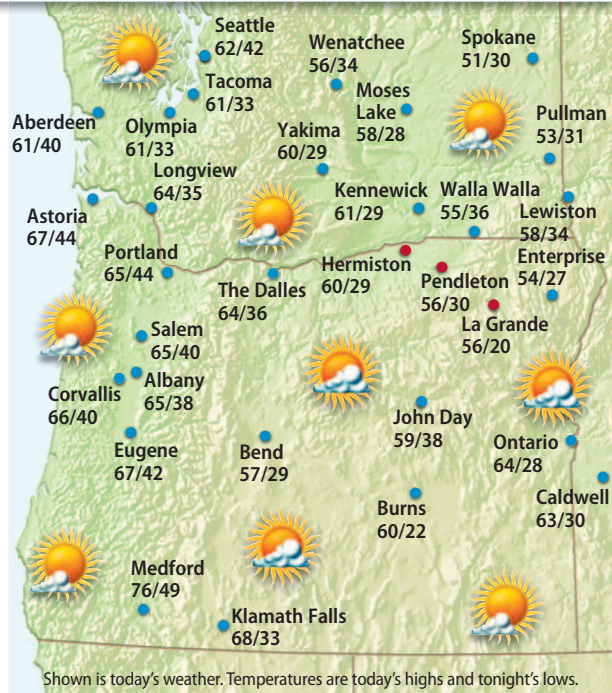 Seattle
62/42
Wenatchee
56/34
Spokane
51/30
Tacoma
61/33
Moses
Lake
58/28
Pullman
53/31
Aberdeen
61/40
Olympia
61/33
Yakima
60/29
Longview
64/35
Kennewick
61/29
Walla Walla
55/36
Lewiston
58/34
Astoria
67/44
Portland
65/44
The Dalles
64/36
Hermiston
60/29
Pendleton
56/30
Enterprise
54/27
La Grande
56/20
Salem
65/40
Corvallis
66/40
Albany
65/38
John Day
59/38
Eugene
67/42
Bend
57/29
Ontario
64/28
Burns
60/22
Caldwell
63/30
Medford
76/49
Klamath Falls
68/33
Shown is today's weather. Temperatures are today's highs and tonight's lows.